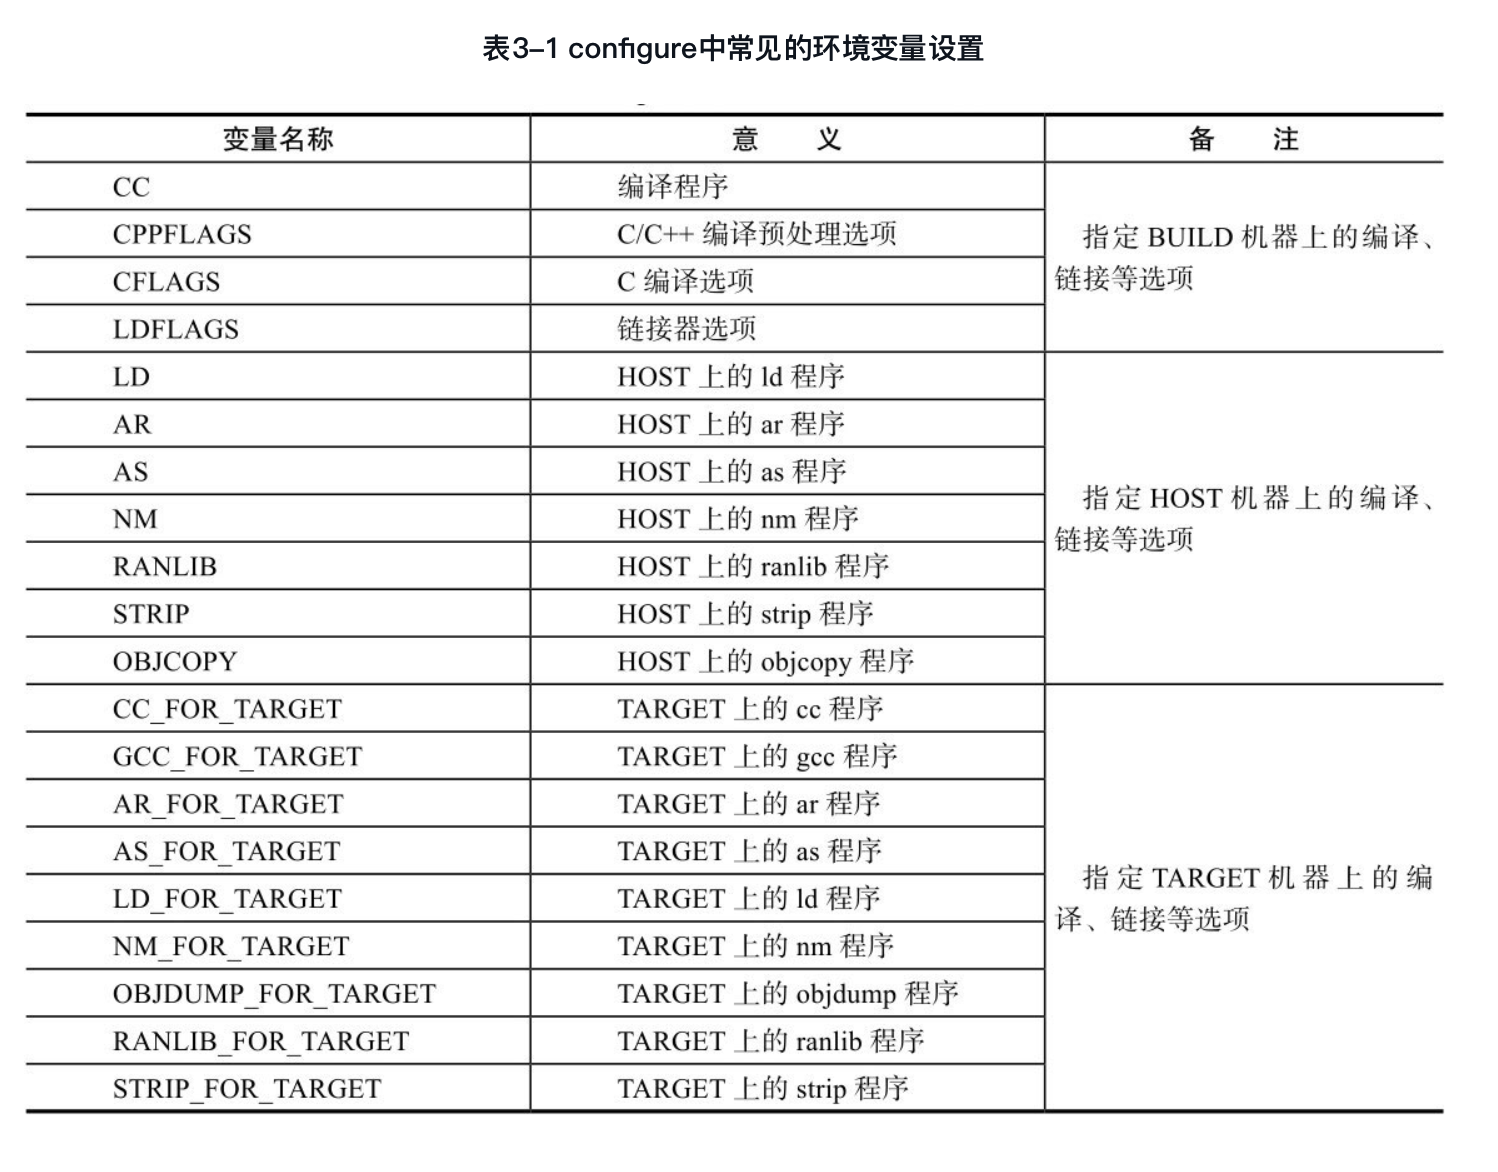 表3–1 configure中常见的环境变量设置
变量名称 意 义 备 注
CC 编译程序
CPPFLAGS C/C++ 编译预处理选项
指定 BUILD 机器上的编译、
CFLAGS C 编译选项
链接等选项
LDFLAGS 链接器选项
LD HOST 上的 ld 程序
AR HOST 上的 ar 程序
AS HOST 上的 as 程序
指定 HOST 机器上的编译、
NM HOST 上的 nm 程序
链接等选项
RANLIB HOST 上的 ranlib 程序
STRIP HOST 上的 strip 程序
OBJCOPY HOST 上的 objcopy 程序
CC_FOR_TARGET TARGET 上的 cc 程序
GCC_FOR_TARGET TARGET 上的 gcc 程序
AR_FOR_TARGET TARGET 上的 ar 程序
AS_FOR_TARGET TARGET 上的 as 程序
指定 TARGET 机器上的编
LD_FOR_TARGET TARGET 上的 ld 程序
译、链接等选项
NM_FOR_TARGET TARGET 上的 nm 程序
OBJDUMP_FOR_TARGET TARGET 上的 objdump 程序
RANLIB_FOR_TARGET TARGET 上的 ranlib 程序
STRIP_FOR_TARGET TARGET 上的 strip 程序